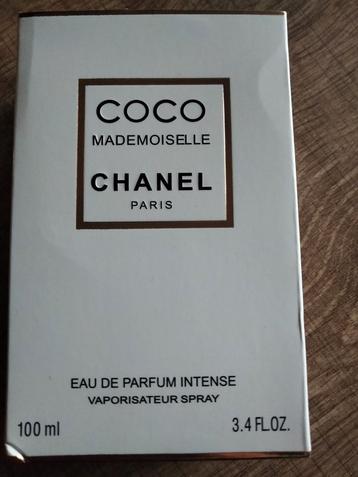 COCO
MADEMOISELLE
CHANEL
PARIS
EAU DE PARFUM INTENSE
VAPORISATEUR SPRAY
100 ml 3.4 FL.OZ.